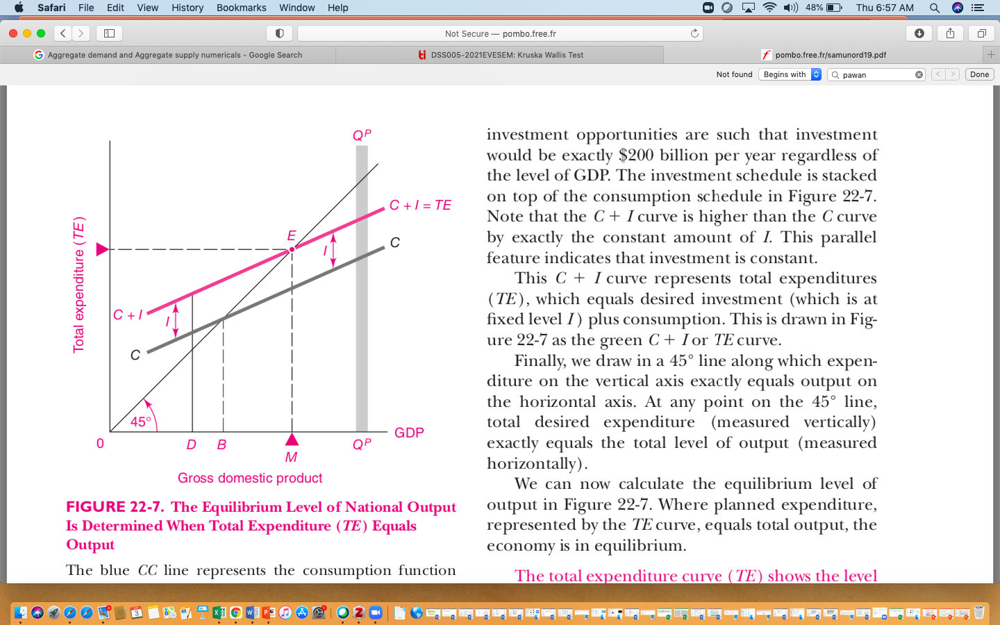 Safari File Edit View History Bookmarks Window Help 48% Thu 6:57 AM
Not Secure — pombo.free.fr
Aggregate demand and Aggregate supply numericals - Google Search
DSS005-2021EVESEM: Kruska Wallis Test
pombo.free.fr/samunord19.pdf
Not found Begins with pawan Done
Q^P
C + I = TE
E
C
I
Total expenditure (TE)
C + I
I
C
45°
GDP
0 D B Q^P
M
Gross domestic product
FIGURE 22-7. The Equilibrium Level of National Output
Is Determined When Total Expenditure (TE) Equals
Output
The blue CC line represents the consumption function
investment opportunities are such that investment
would be exactly $200 billion per year regardless of
the level of GDP. The investment schedule is stacked
on top of the consumption schedule in Figure 22-7.
Note that the C + I curve is higher than the C curve
by exactly the constant amount of I. This parallel
feature indicates that investment is constant.
This C + I curve represents total expenditures
(TE), which equals desired investment (which is at
fixed level I) plus consumption. This is drawn in Fig-
ure 22-7 as the green C + I or TE curve.
Finally, we draw in a 45° line along which expen-
diture on the vertical axis exactly equals output on
the horizontal axis. At any point on the 45° line,
total desired expenditure (measured vertically)
exactly equals the total level of output (measured
horizontally).
We can now calculate the equilibrium level of
output in Figure 22-7. Where planned expenditure,
represented by the TE curve, equals total output, the
economy is in equilibrium.
The total expenditure curve (TE) shows the level